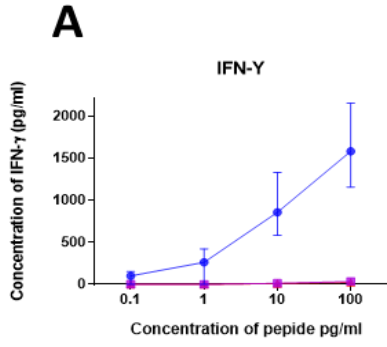 A
IFN-Y
Concentration of IFN-γ (pg/ml)
2000
1500
1000
500
0
0.1 1 10 100
Concentration of pepide pg/ml